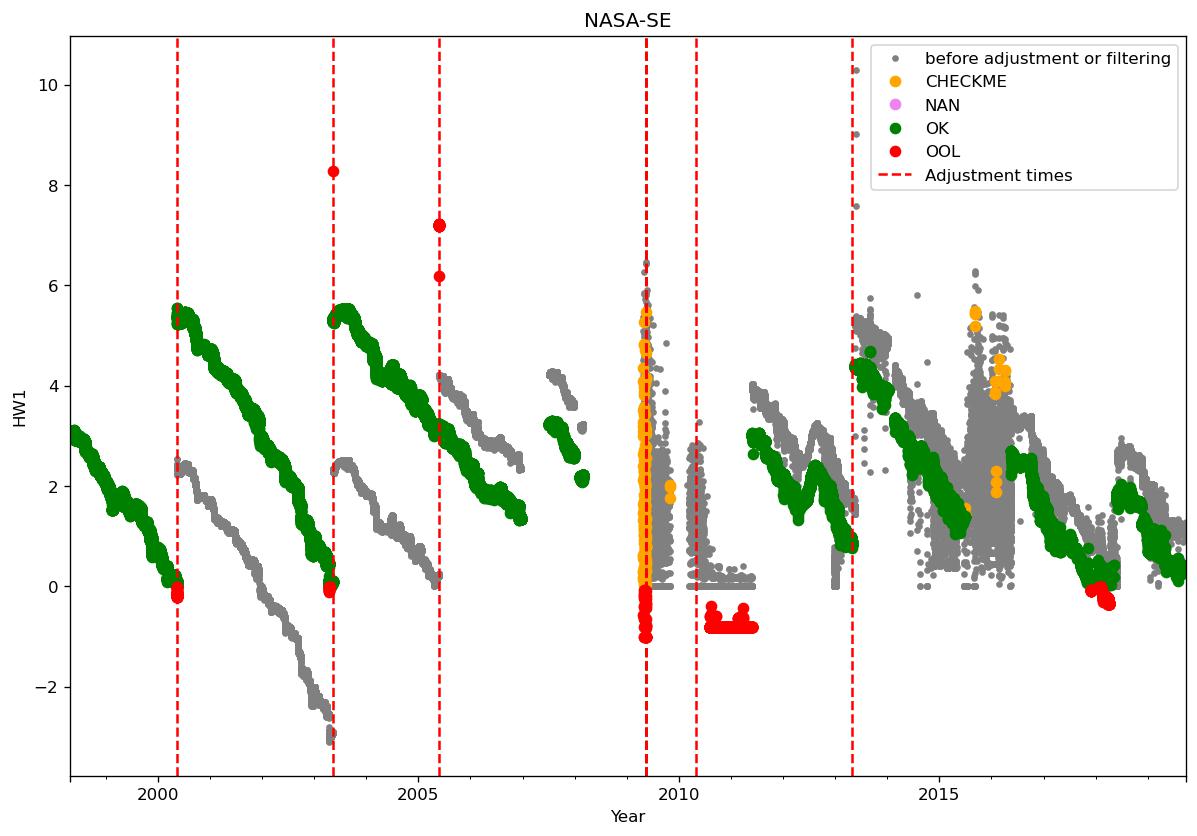 NASA-SE
10
8
6
4
2
0
−2
HW1
before adjustment or filtering
CHECKME
NAN
OK
OOL
Adjustment times
2000
2005
2010
2015
Year